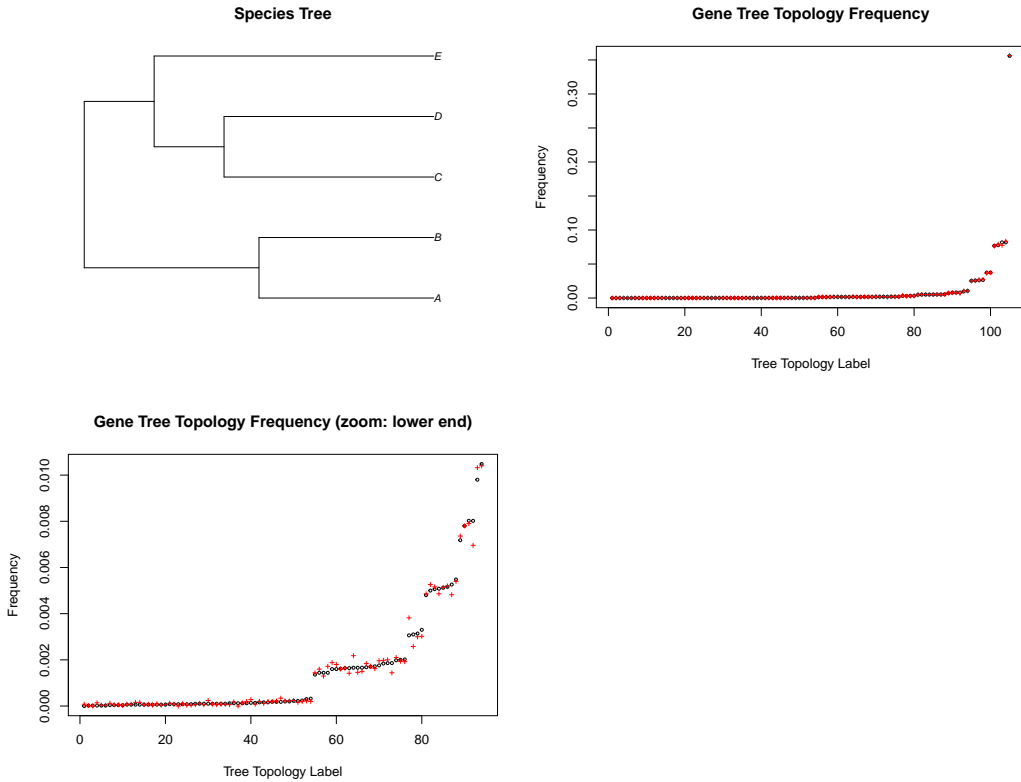 Species Tree
E
D
C
B
A
Gene Tree Topology Frequency
Frequency
0.30
0.10
0.00
0 20 40 60 80 100
Tree Topology Label
Gene Tree Topology Frequency (zoom: lower end)
Frequency
0.010
0.008
0.006
0.004
0.002
0.000
0 20 40 60 80
Tree Topology Label